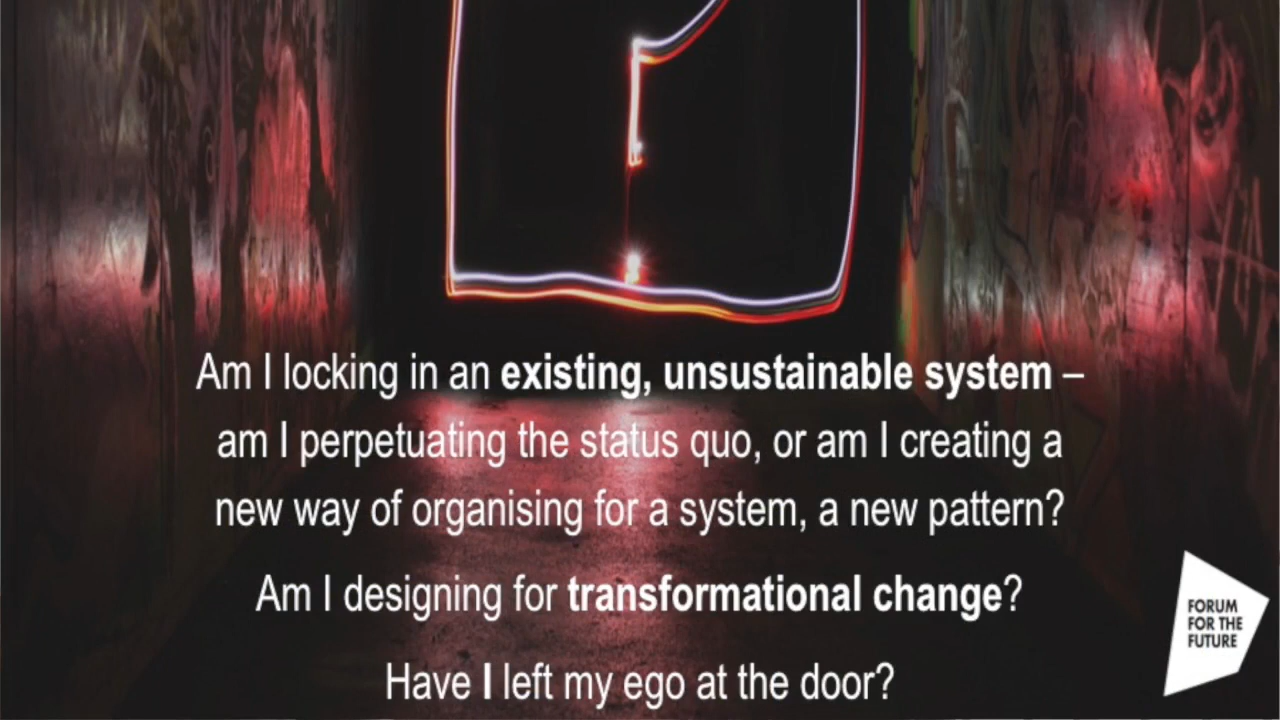 Am I locking in an existing, unsustainable system –
am I perpetuating the status quo, or am I creating a
new way of organising for a system, a new pattern?
Am I designing for transformational change?
Have I left my ego at the door?
FORUM
FOR THE
FUTURE